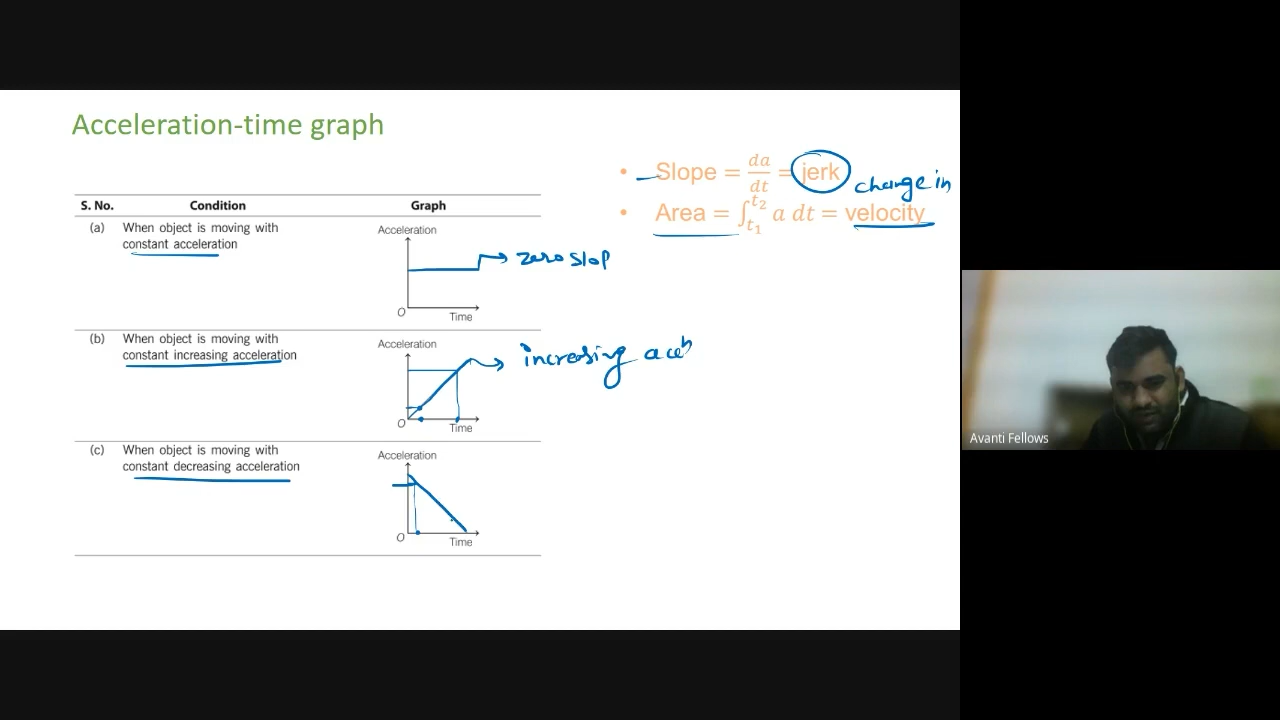 Acceleration-time graph
• Slope = da/dt = jerk
change in
• Area = ∫_{t₁}^{t₂} a dt = velocity
S. No. Condition Graph
(a) When object is moving with
constant acceleration
Acceleration
zero slop
O
Time
(b) When object is moving with
constant increasing acceleration
Acceleration
incresing accⁿ
O
Time
(c) When object is moving with
constant decreasing acceleration
Acceleration
O
Time
Avanti Fellows